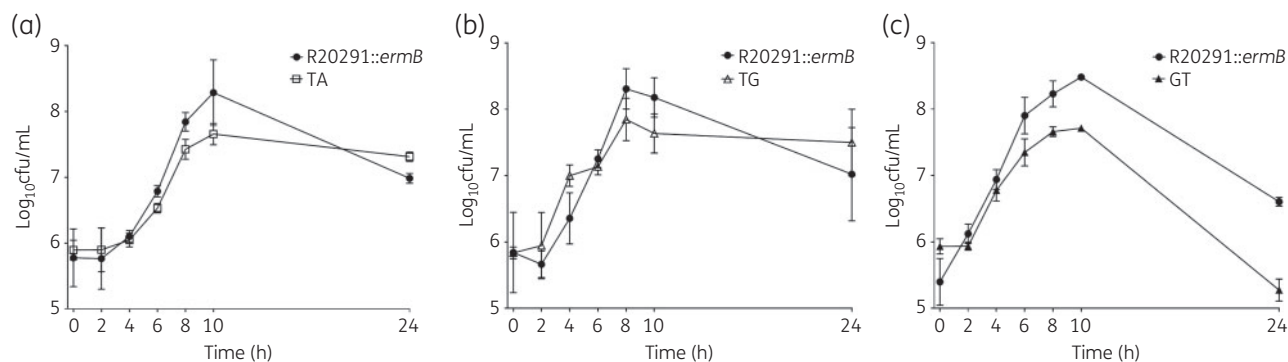 (a)
9
8
7
6
5
Log10cfu/mL
R20291::ermB
TA
0 2 4 6 8 10 24
Time (h)
(b)
9
8
7
6
5
Log10cfu/mL
R20291::ermB
TG
0 2 4 6 8 10 24
Time (h)
(c)
9
8
7
6
5
Log10cfu/mL
R20291::ermB
GT
0 2 4 6 8 10 24
Time (h)